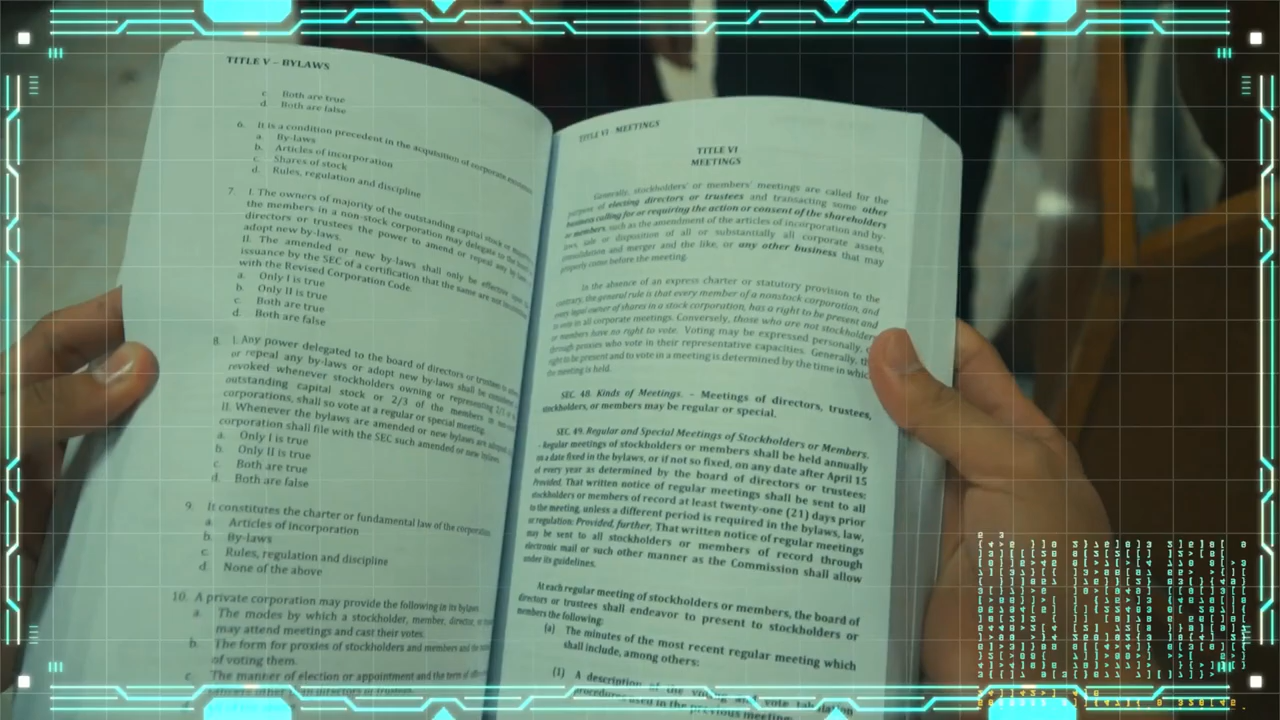 TITLE V – BYLAWS
c. Both are true
d. Both are false
6. It is a condition precedent in the acquisition of corporate
a. By-laws
b. Articles of incorporation
c. Shares of stock
d. Rules, regulation and discipline
7. I. The owners of majority of the outstanding capital stock or
the members in a non-stock corporation may delegate to the
directors or trustees the power to amend or repeal any
adopt new by-laws.
II. The amended or new by-laws shall only be effective
issuance by the SEC of a certification that the same are not
with the Revised Corporation Code.
a. Only I is true
b. Only II is true
c. Both are true
d. Both are false
8. I. Any power delegated to the board of directors or trustees
or repeal any by-laws or adopt new by-laws shall be
revoked whenever stockholders owning or representing
outstanding capital stock or 2/3 of the members in
corporations, shall so vote at a regular or special meeting.
II. Whenever the bylaws are amended or new bylaws are
corporation shall file with the SEC such amended or new bylaws.
a. Only I is true
b. Only II is true
c. Both are true
d. Both are false
9. It constitutes the charter or fundamental law of the corporation.
a. Articles of incorporation
b. By-laws
c. Rules, regulation and discipline
d. None of the above
10. A private corporation may provide the following in its bylaws
a. The modes by which a stockholder, member, director,
may attend meetings and cast their votes.
b. The form for proxies of stockholders and members and the
of voting them.
c. The manner of election or appointment and the term of
TITLE VI - MEETINGS
TITLE VI
MEETINGS
Generally, stockholders' or members' meetings are called for the
purpose of electing directors or trustees and transacting some other
business calling for or requiring the action or consent of the shareholders
or members, such as the amendment of the articles of incorporation and by-
laws, sale or disposition of all or substantially all corporate assets,
consolidation and merger and the like, or any other business that may
properly come before the meeting.
In the absence of an express charter or statutory provision to the
contrary, the general rule is that every member of a nonstock corporation, and
every legal owner of shares in a stock corporation, has a right to be present and
to vote in all corporate meetings. Conversely, those who are not stockholders
or members have no right to vote. Voting may be expressed personally,
through proxies who vote in their representative capacities. Generally,
right to be present and to vote in a meeting is determined by the time in which
the meeting is held.
SEC. 48. Kinds of Meetings. – Meetings of directors, trustees,
stockholders, or members may be regular or special.
SEC. 49. Regular and Special Meetings of Stockholders or Members.
– Regular meetings of stockholders or members shall be held annually
on a date fixed in the bylaws, or if not so fixed, on any date after April 15
of every year as determined by the board of directors or trustees:
Provided, That written notice of regular meetings shall be sent to all
stockholders or members of record at least twenty-one (21) days prior
to the meeting, unless a different period is required in the bylaws, law,
or regulation: Provided, further, That written notice of regular meetings
may be sent to all stockholders or members of record through
electronic mail or such other manner as the Commission shall allow
under its guidelines.
At each regular meeting of stockholders or members, the board of
directors or trustees shall endeavor to present to stockholders or
members the following:
(a) The minutes of the most recent regular meeting which
shall include, among others:
(1) A description of the voting and vote tabulation
procedures used in the previous meeting